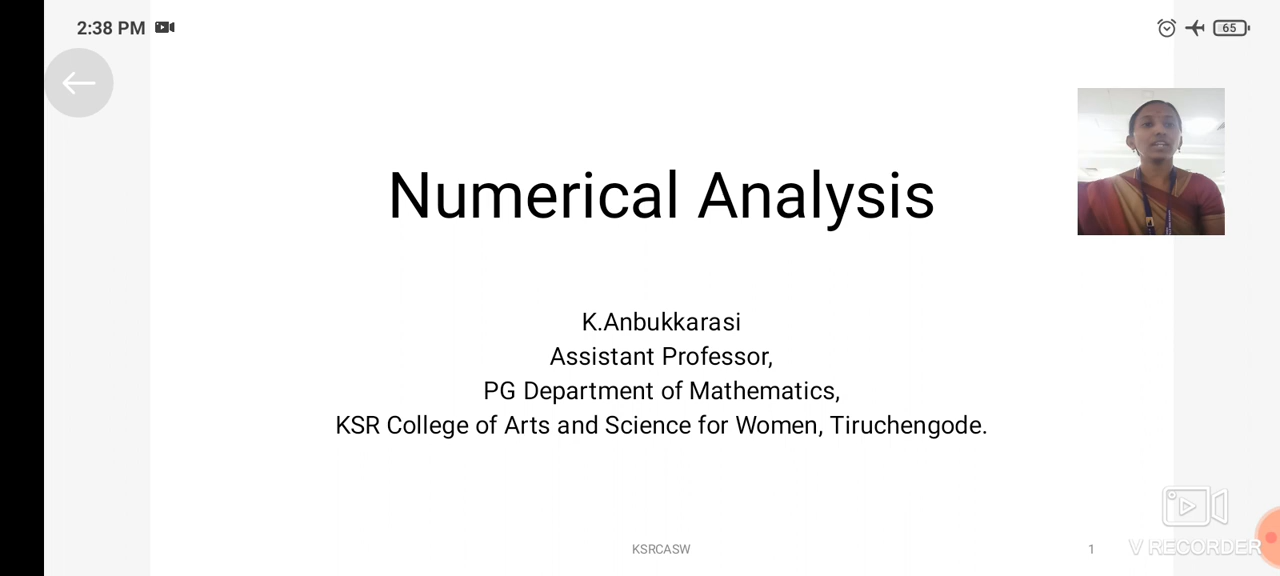 2:38 PM
65
Numerical Analysis
K.Anbukkarasi
Assistant Professor,
PG Department of Mathematics,
KSR College of Arts and Science for Women, Tiruchengode.
KSRCASW
1
V RECORDER